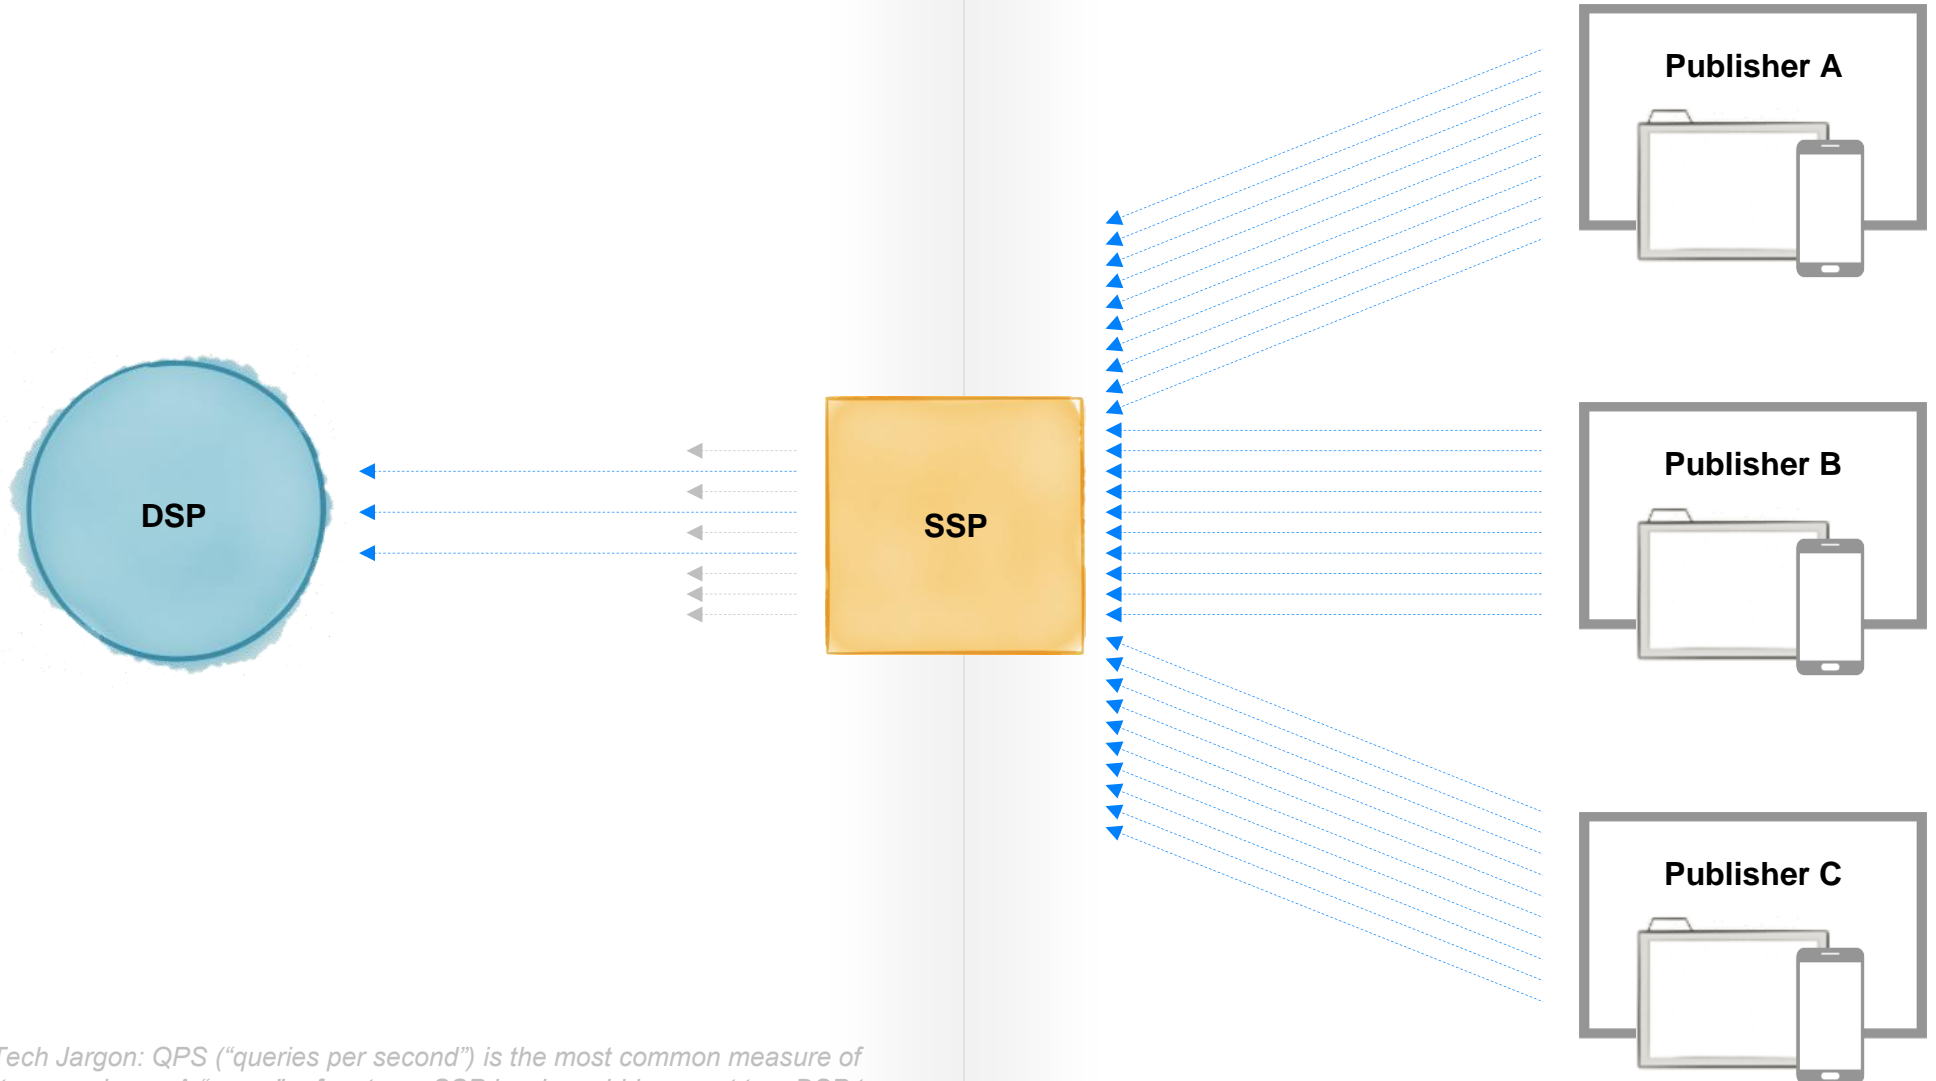 Publisher A
Publisher B
DSP
SSP
Publisher C
Tech Jargon: QPS (“queries per second”) is the most common measure of